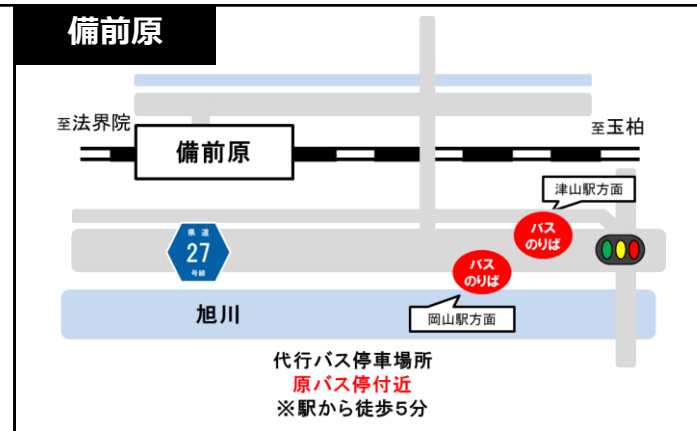 備前原
至法界院
至玉柏
備前原
津山駅方面
県道
27
号線
バス
のりば
バス
のりば
旭川
岡山駅方面
代行バス停車場所
原バス停付近
※駅から徒歩5分